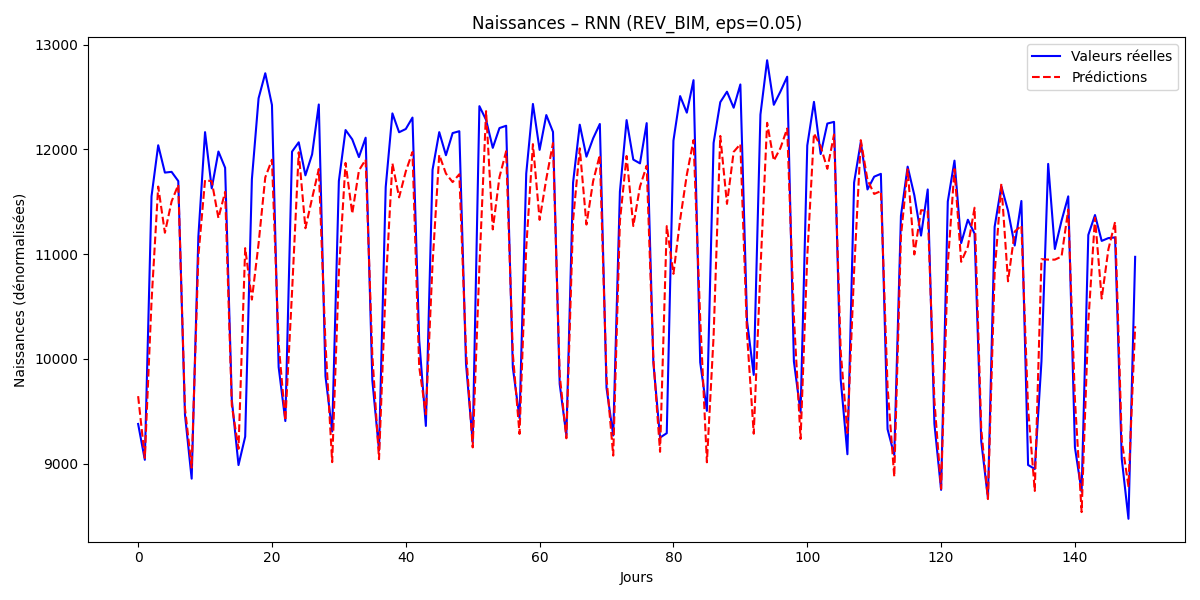 Naissances – RNN (REV_BIM, eps=0.05)
Valeurs réelles
Prédictions
Naissances (dénormalisées)
13000
12000
11000
10000
9000
0 20 40 60 80 100 120 140
Jours